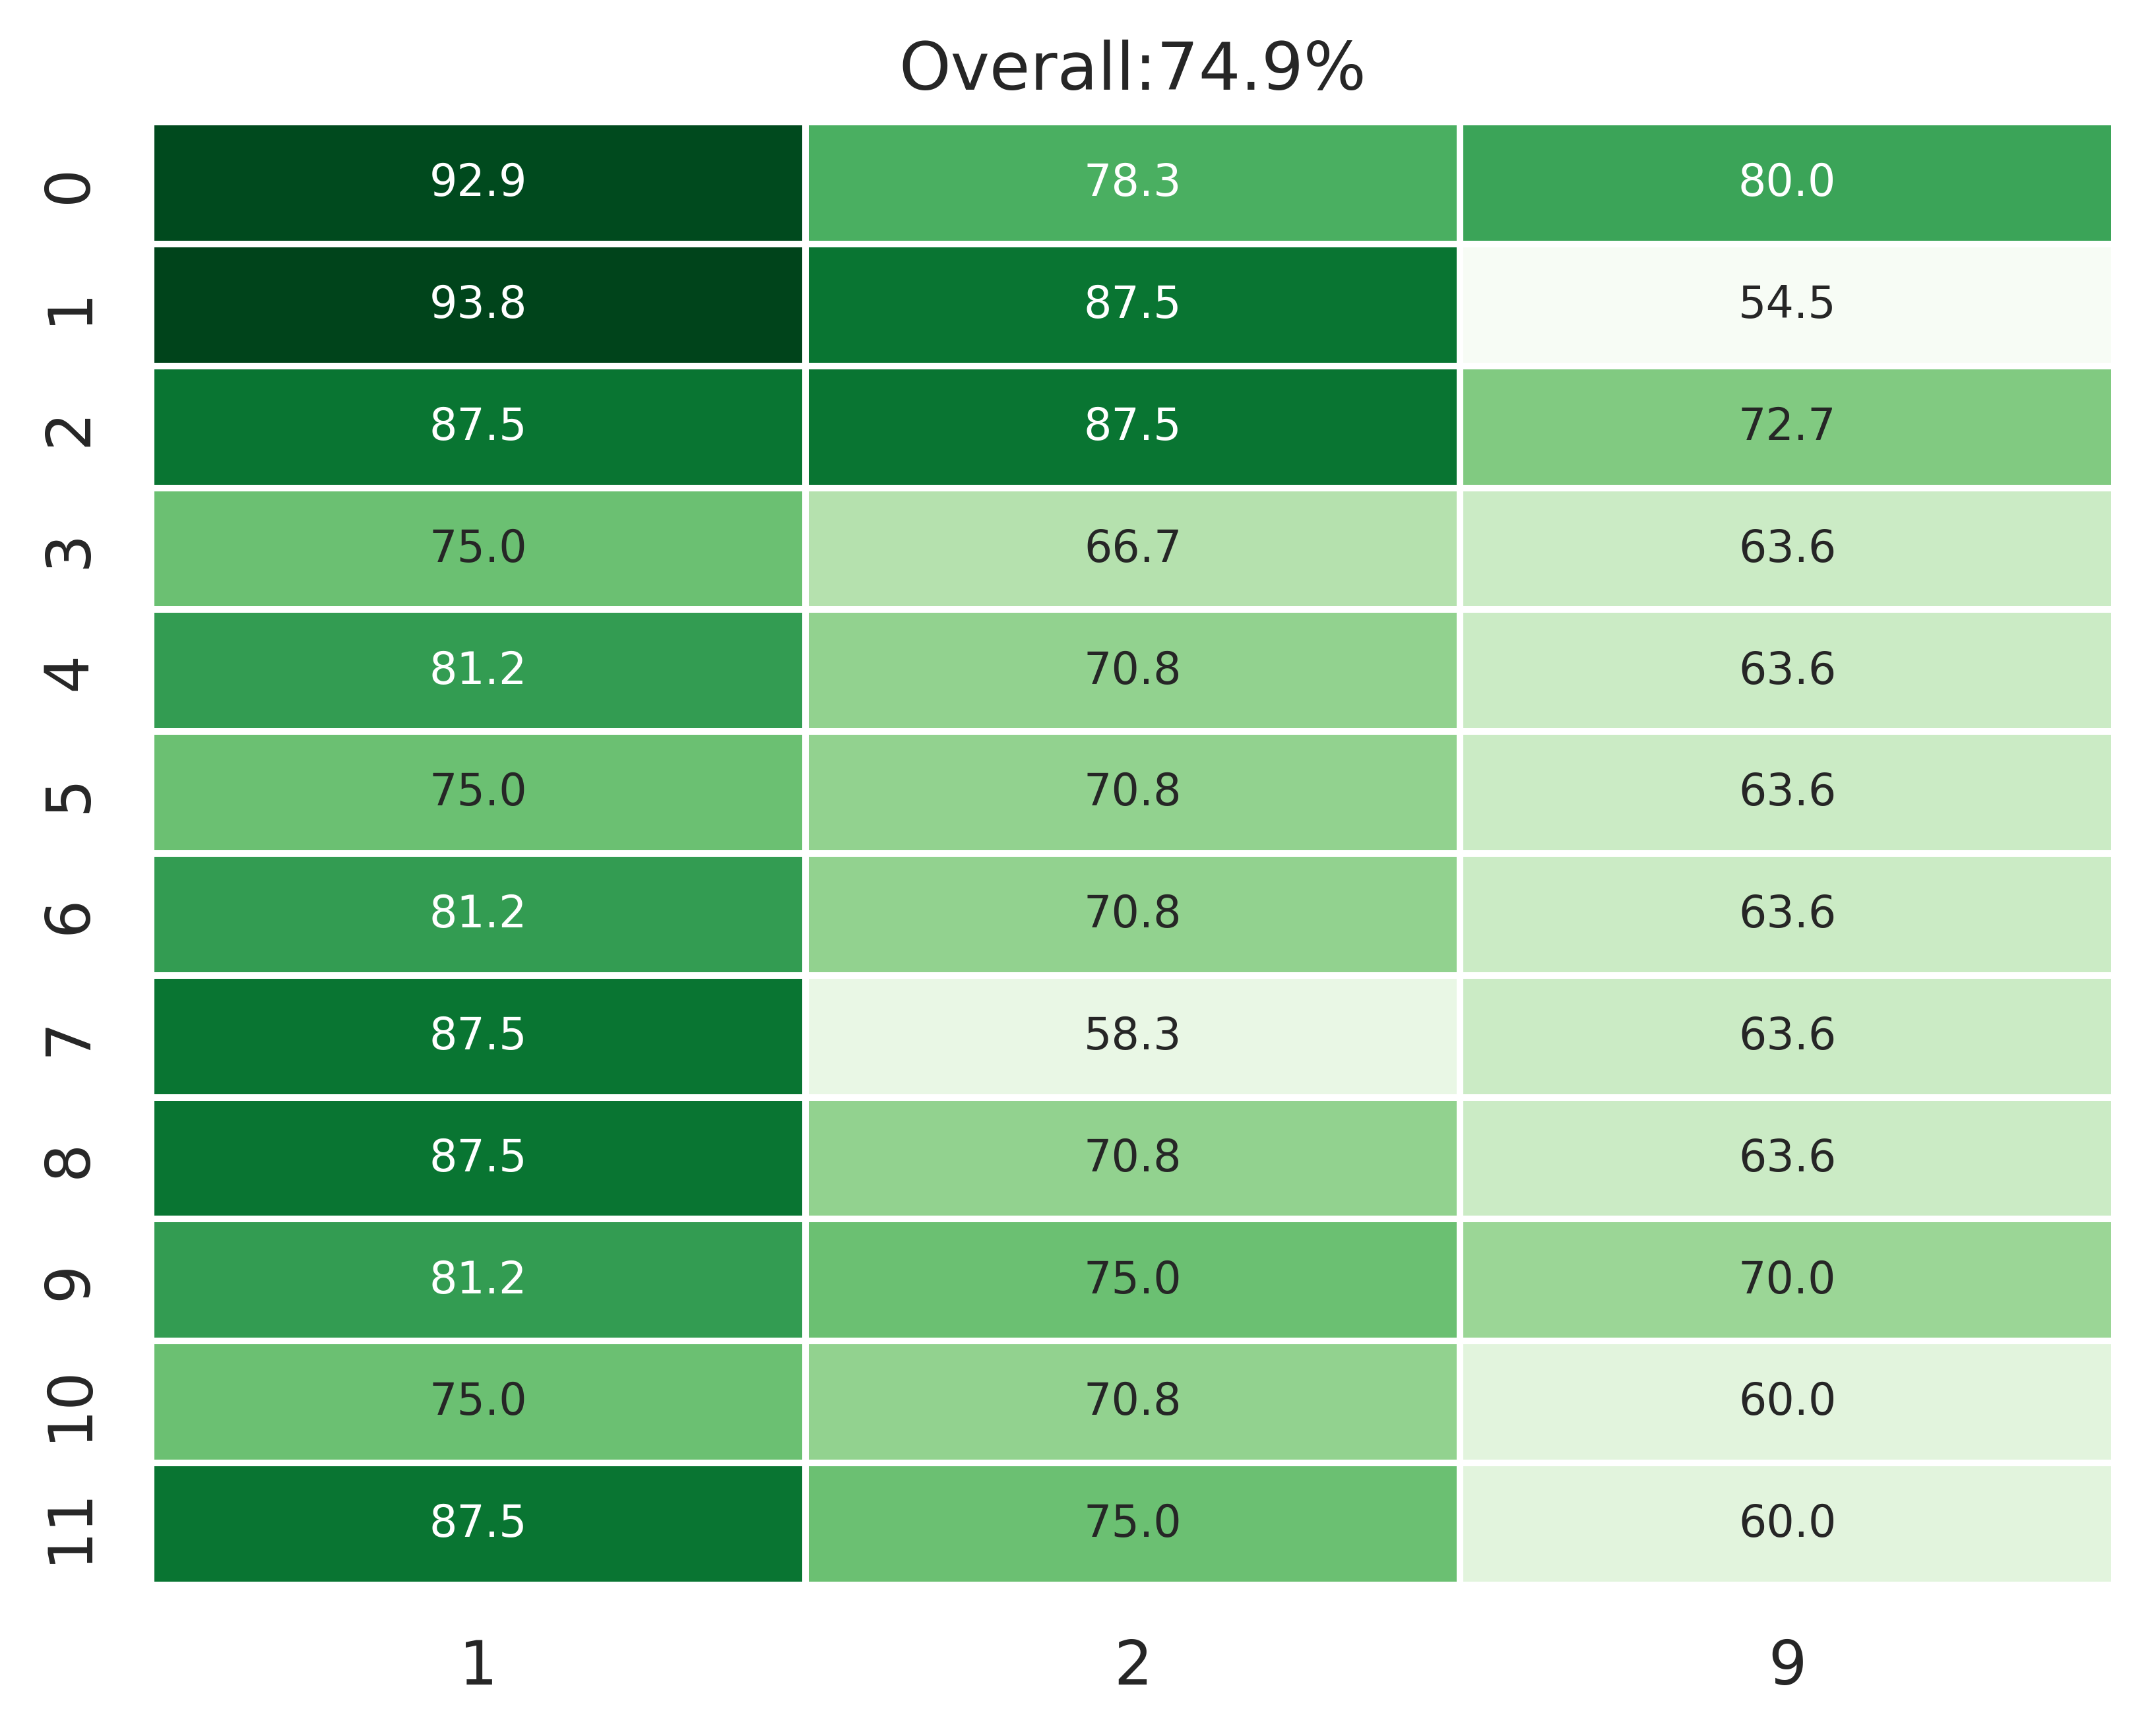 Overall:74.9%
0 92.9 78.3 80.0
1 93.8 87.5 54.5
2 87.5 87.5 72.7
3 75.0 66.7 63.6
4 81.2 70.8 63.6
5 75.0 70.8 63.6
6 81.2 70.8 63.6
7 87.5 58.3 63.6
8 87.5 70.8 63.6
9 81.2 75.0 70.0
10 75.0 70.8 60.0
11 87.5 75.0 60.0
1 2 9